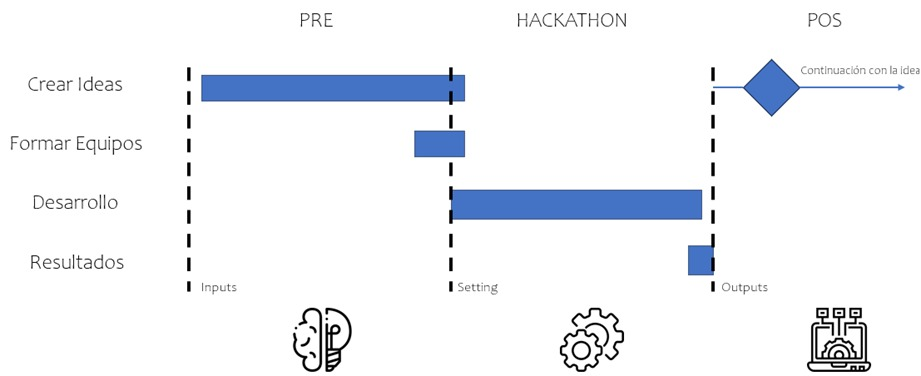 PRE
HACKATHON
POS
Crear Ideas
Continuación con la idea
Formar Equipos
Desarrollo
Resultados
Inputs
Setting
Outputs